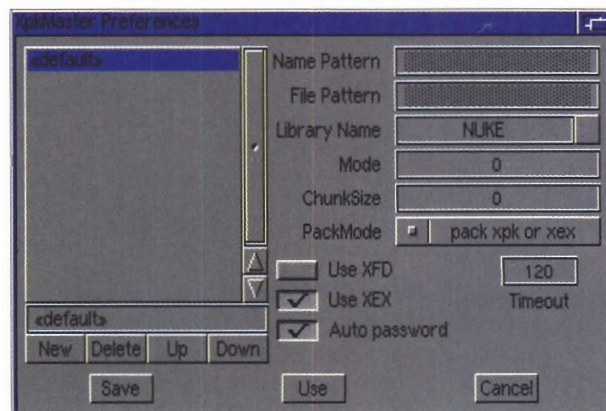 XpkMaster Preferences
«default»
Name Pattern
File Pattern
Library Name NUKE
Mode 0
ChunkSize 0
PackMode pack xpk or xex
Use XFD 120
Use XEX Timeout
Auto password
«default»
New Delete Up Down
Save Use Cancel